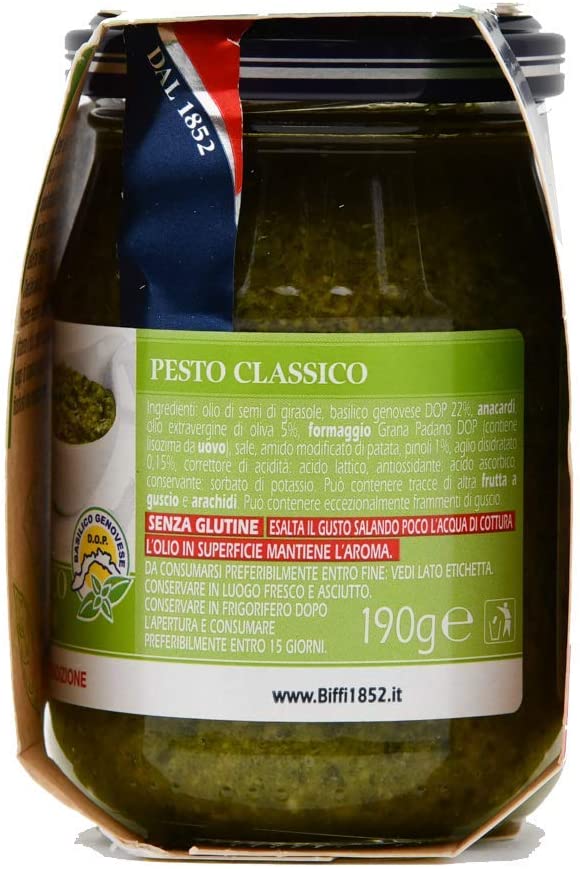 DAL 1852
PESTO CLASSICO
Ingredienti: olio di semi di girasole, basilico genovese DOP 22%, anacardi,
olio extravergine di oliva 5%, formaggio Grana Padano DOP (contiene
lisozima da uovo), sale, amido modificato di patata, pinoli 1%, aglio disidratato
0,15%, correttore di acidità: acido lattico, antiossidante: acido ascorbico,
conservante: sorbato di potassio. Può contenere tracce di altra frutta a
guscio e arachidi. Può contenere eccezionalmente frammenti di guscio.
SENZA GLUTINE ESALTA IL GUSTO SALANDO POCO L'ACQUA DI COTTURA
L'OLIO IN SUPERFICIE MANTIENE L'AROMA.
DA CONSUMARSI PREFERIBILMENTE ENTRO FINE: VEDI LATO ETICHETTA.
CONSERVARE IN LUOGO FRESCO E ASCIUTTO.
CONSERVARE IN FRIGORIFERO DOPO
L'APERTURA E CONSUMARE
PREFERIBILMENTE ENTRO 15 GIORNI.
190g e
BASILICO GENOVESE
D.O.P.
www.Biffi1852.it